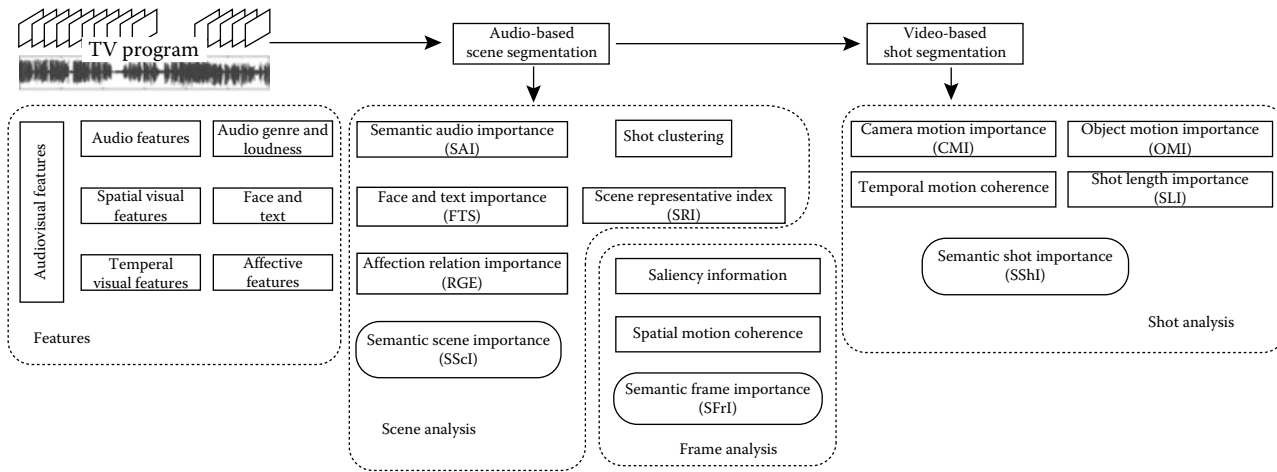 TV program
Audio-based
scene segmentation
Video-based
shot segmentation
Audiovisual features
Audio features
Audio genre and
loudness
Spatial visual
features
Face and
text
Temperal
visual features
Affective
features
Features
Semantic audio importance
(SAI)
Shot clustering
Face and text importance
(FTS)
Scene representative index
(SRI)
Affection relation importance
(RGE)
Semantic scene importance
(SScI)
Scene analysis
Saliency information
Spatial motion coherence
Semantic frame importance
(SFrI)
Frame analysis
Camera motion importance
(CMI)
Object motion importance
(OMI)
Temporal motion coherence
Shot length importance
(SLI)
Semantic shot importance
(SShI)
Shot analysis